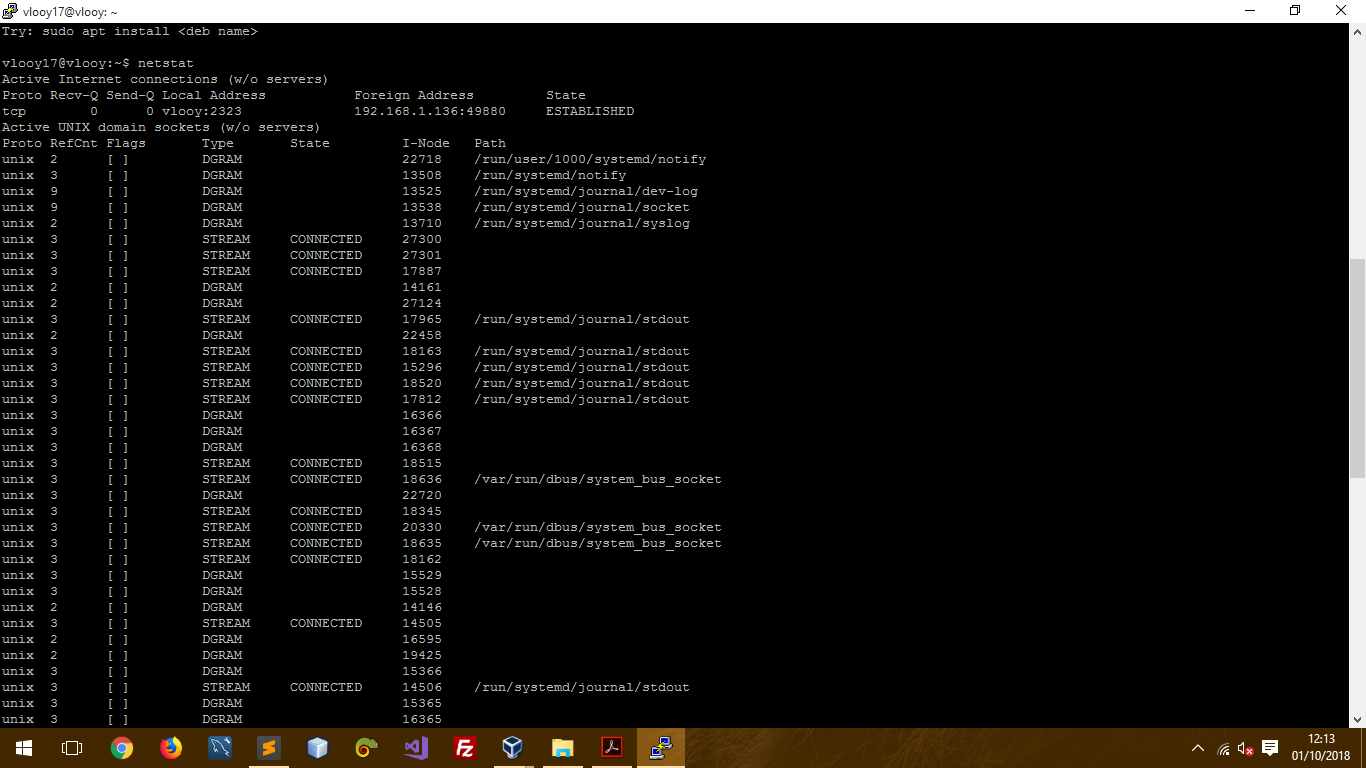 vlooy17@vlooy: ~
Try: sudo apt install <deb name>
vlooy17@vlooy:~$ netstat
Active Internet connections (w/o servers)
Proto Recv-Q Send-Q Local Address Foreign Address State
tcp 0 0 vlooy:2323 192.168.1.136:49880 ESTABLISHED
Active UNIX domain sockets (w/o servers)
Proto RefCnt Flags Type State I-Node Path
unix 2 [ ] DGRAM 22718 /run/user/1000/systemd/notify
unix 3 [ ] DGRAM 13508 /run/systemd/notify
unix 9 [ ] DGRAM 13525 /run/systemd/journal/dev-log
unix 9 [ ] DGRAM 13538 /run/systemd/journal/socket
unix 2 [ ] DGRAM 13710 /run/systemd/journal/syslog
unix 3 [ ] STREAM CONNECTED 27300
unix 3 [ ] STREAM CONNECTED 27301
unix 3 [ ] STREAM CONNECTED 17887
unix 2 [ ] DGRAM 14161
unix 2 [ ] DGRAM 27124
unix 3 [ ] STREAM CONNECTED 17965 /run/systemd/journal/stdout
unix 2 [ ] DGRAM 22458
unix 3 [ ] STREAM CONNECTED 18163 /run/systemd/journal/stdout
unix 3 [ ] STREAM CONNECTED 15296 /run/systemd/journal/stdout
unix 3 [ ] STREAM CONNECTED 18520 /run/systemd/journal/stdout
unix 3 [ ] STREAM CONNECTED 17812 /run/systemd/journal/stdout
unix 3 [ ] DGRAM 16366
unix 3 [ ] DGRAM 16367
unix 3 [ ] DGRAM 16368
unix 3 [ ] STREAM CONNECTED 18515
unix 3 [ ] STREAM CONNECTED 18636 /var/run/dbus/system_bus_socket
unix 3 [ ] DGRAM 22720
unix 3 [ ] STREAM CONNECTED 18345
unix 3 [ ] STREAM CONNECTED 20330 /var/run/dbus/system_bus_socket
unix 3 [ ] STREAM CONNECTED 18635 /var/run/dbus/system_bus_socket
unix 3 [ ] STREAM CONNECTED 18162
unix 3 [ ] DGRAM 15529
unix 3 [ ] DGRAM 15528
unix 2 [ ] DGRAM 14146
unix 3 [ ] STREAM CONNECTED 14505
unix 2 [ ] DGRAM 16595
unix 2 [ ] DGRAM 19425
unix 3 [ ] DGRAM 15366
unix 3 [ ] STREAM CONNECTED 14506 /run/systemd/journal/stdout
unix 3 [ ] DGRAM 15365
unix 3 [ ] DGRAM 16365
Fz
12:13
01/10/2018